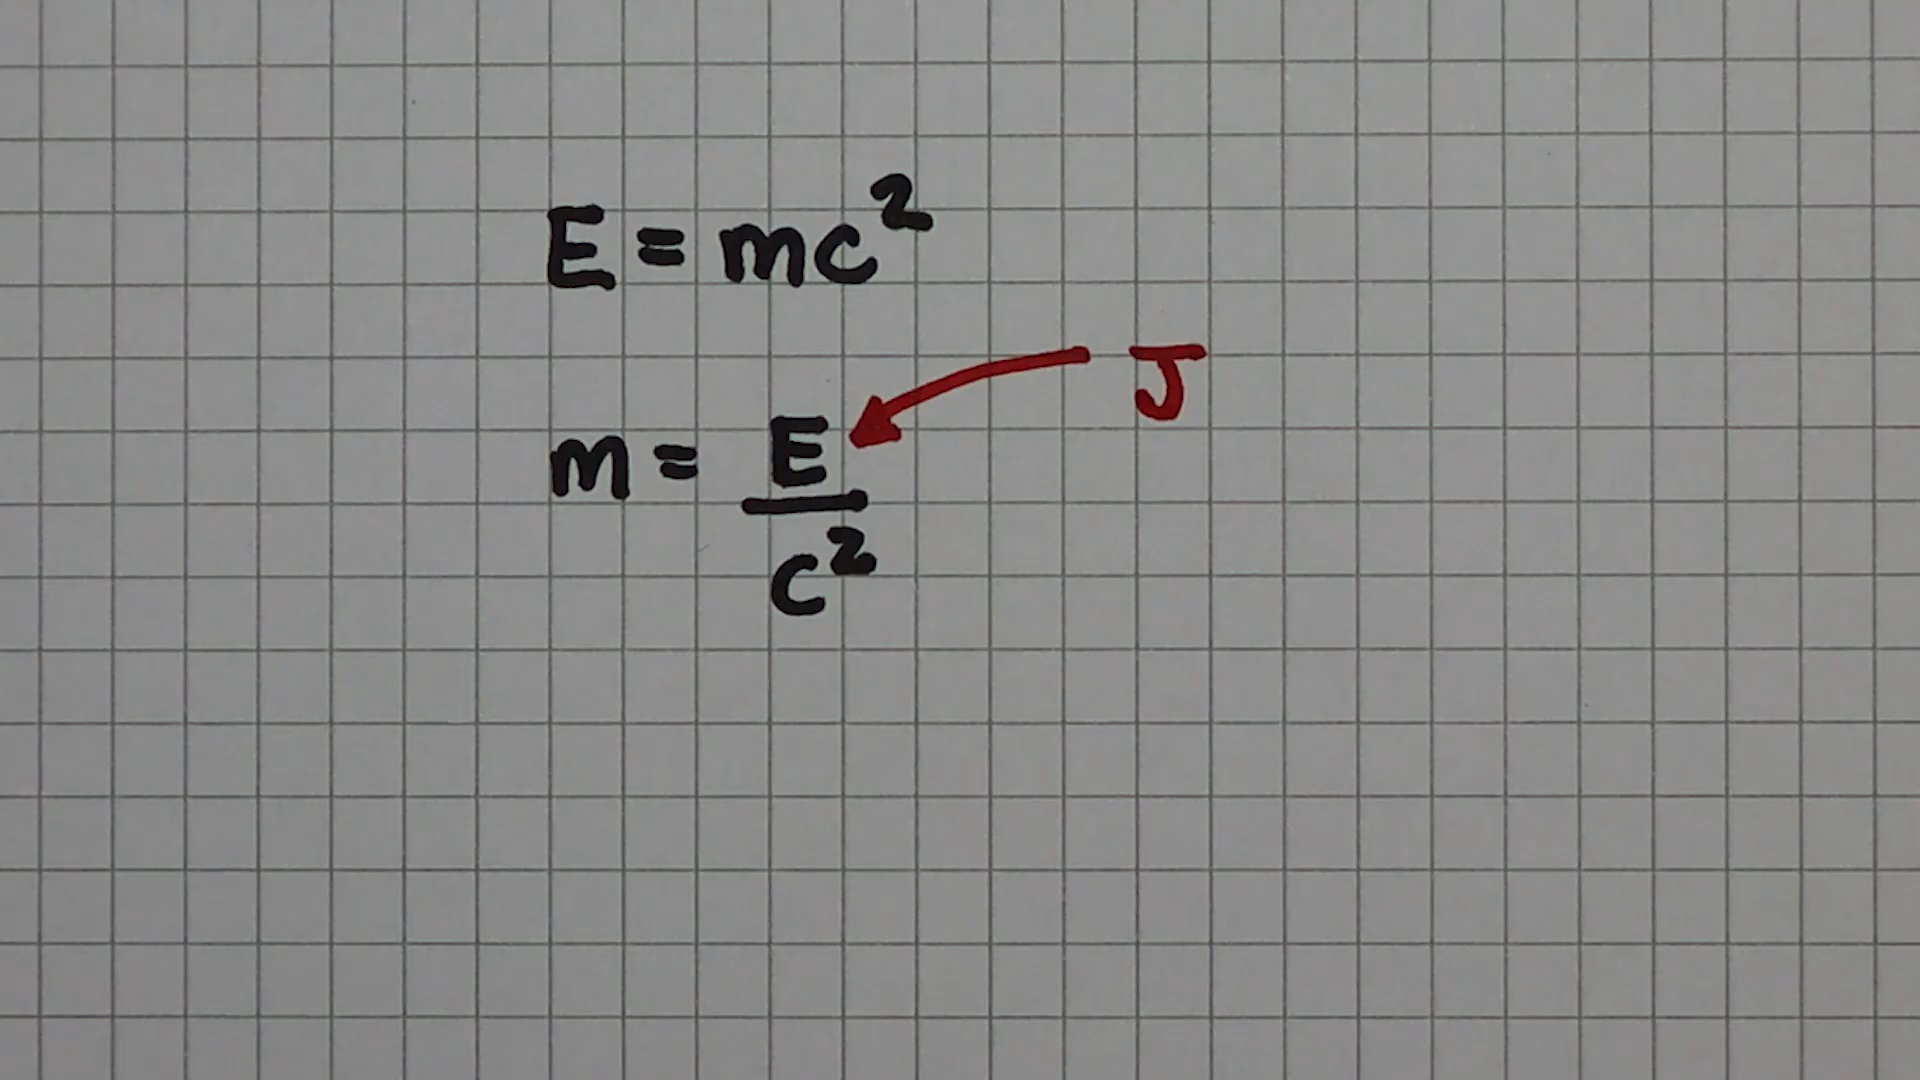 E = mc²
J
m = E/c²